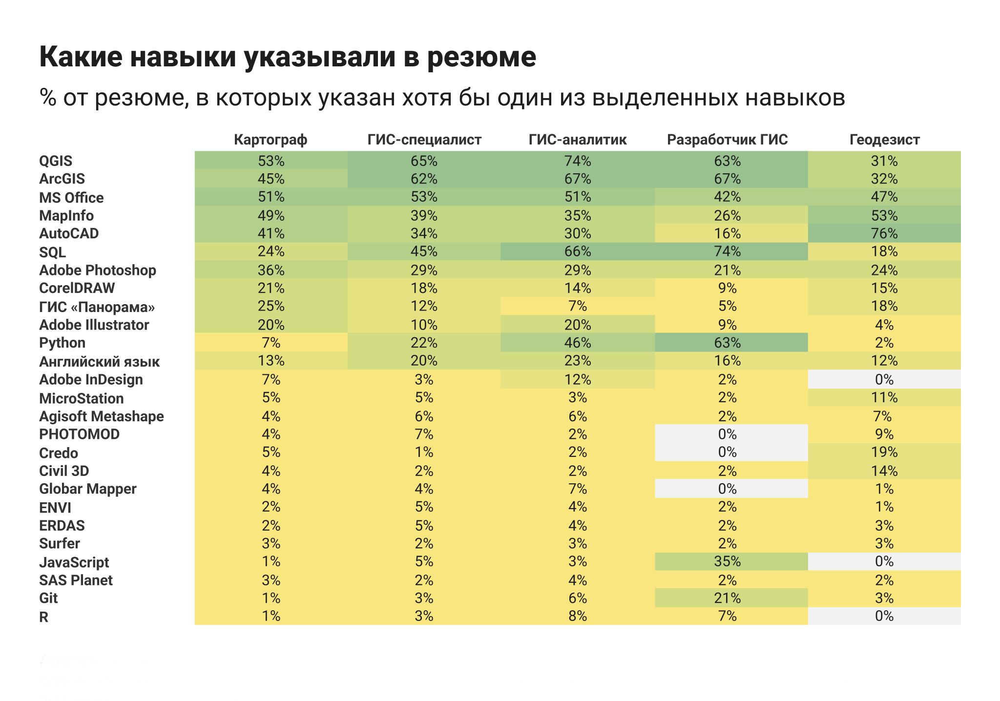 Какие навыки указывали в резюме
% от резюме, в которых указан хотя бы один из выделенных навыков
Картограф ГИС-специалист ГИС-аналитик Разработчик ГИС Геодезист
QGIS 53% 65% 74% 63% 31%
ArcGIS 45% 62% 67% 67% 32%
MS Office 51% 53% 51% 42% 47%
MapInfo 49% 39% 35% 26% 53%
AutoCAD 41% 34% 30% 16% 76%
SQL 24% 45% 66% 74% 18%
Adobe Photoshop 36% 29% 29% 21% 24%
CorelDRAW 21% 18% 14% 9% 15%
ГИС «Панорама» 25% 12% 7% 5% 18%
Adobe Illustrator 20% 10% 20% 9% 4%
Python 7% 22% 46% 63% 2%
Английский язык 13% 20% 23% 16% 12%
Adobe InDesign 7% 3% 12% 2% 0%
MicroStation 5% 5% 3% 2% 11%
Agisoft Metashape 4% 6% 6% 2% 7%
PHOTOMOD 4% 7% 2% 0% 9%
Credo 5% 1% 2% 0% 19%
Civil 3D 4% 2% 2% 2% 14%
Globar Mapper 4% 4% 7% 0% 1%
ENVI 2% 5% 4% 2% 1%
ERDAS 2% 5% 4% 2% 3%
Surfer 3% 2% 3% 2% 3%
JavaScript 1% 5% 3% 35% 0%
SAS Planet 3% 2% 4% 2% 2%
Git 1% 3% 6% 21% 3%
R 1% 3% 8% 7% 0%